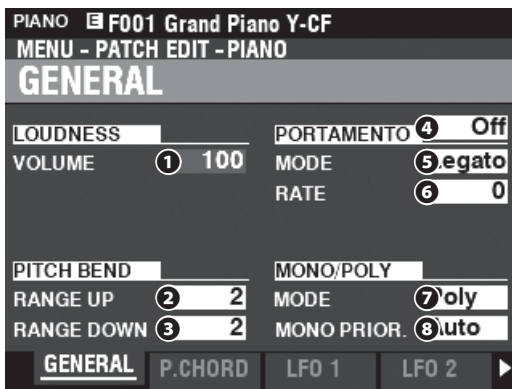 PIANO E F001 Grand Piano Y-CF
MENU - PATCH EDIT - PIANO
GENERAL
LOUDNESS
VOLUME 1 100
PORTAMENTO 4 Off
MODE 5 Legato
RATE 6 0
PITCH BEND
RANGE UP 2 2
RANGE DOWN 3 2
MONO/POLY
MODE 7 Poly
MONO PRIOR. 8 Auto
GENERAL P.CHORD LFO 1 LFO 2